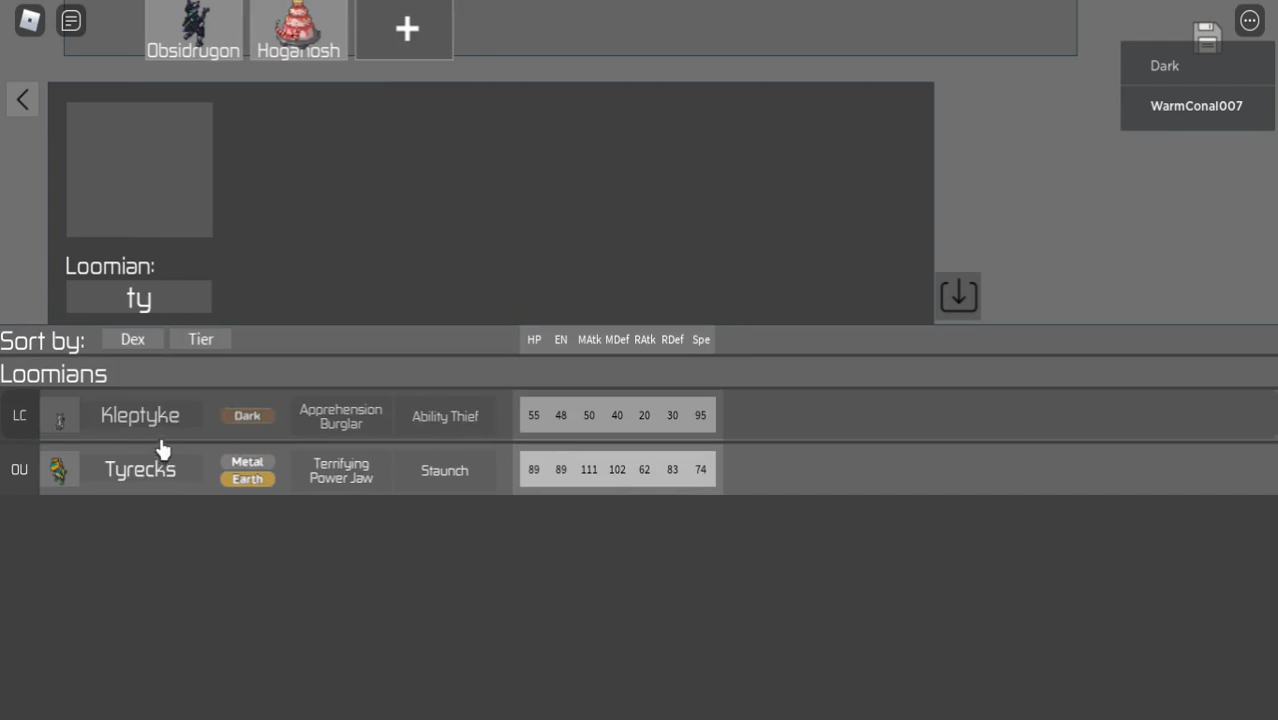 Obsidrugon Hoganosh +
Dark
WarmConal007
Loomian:
ty
Sort by: Dex Tier HP EN MAtk MDef RAtk RDef Spe
Loomians
LC Kleptyke Dark Apprehension Burglar Ability Thief 55 48 50 40 20 30 95
OU Tyrecks Metal Earth Terrifying Power Jaw Staunch 89 89 111 102 62 83 74